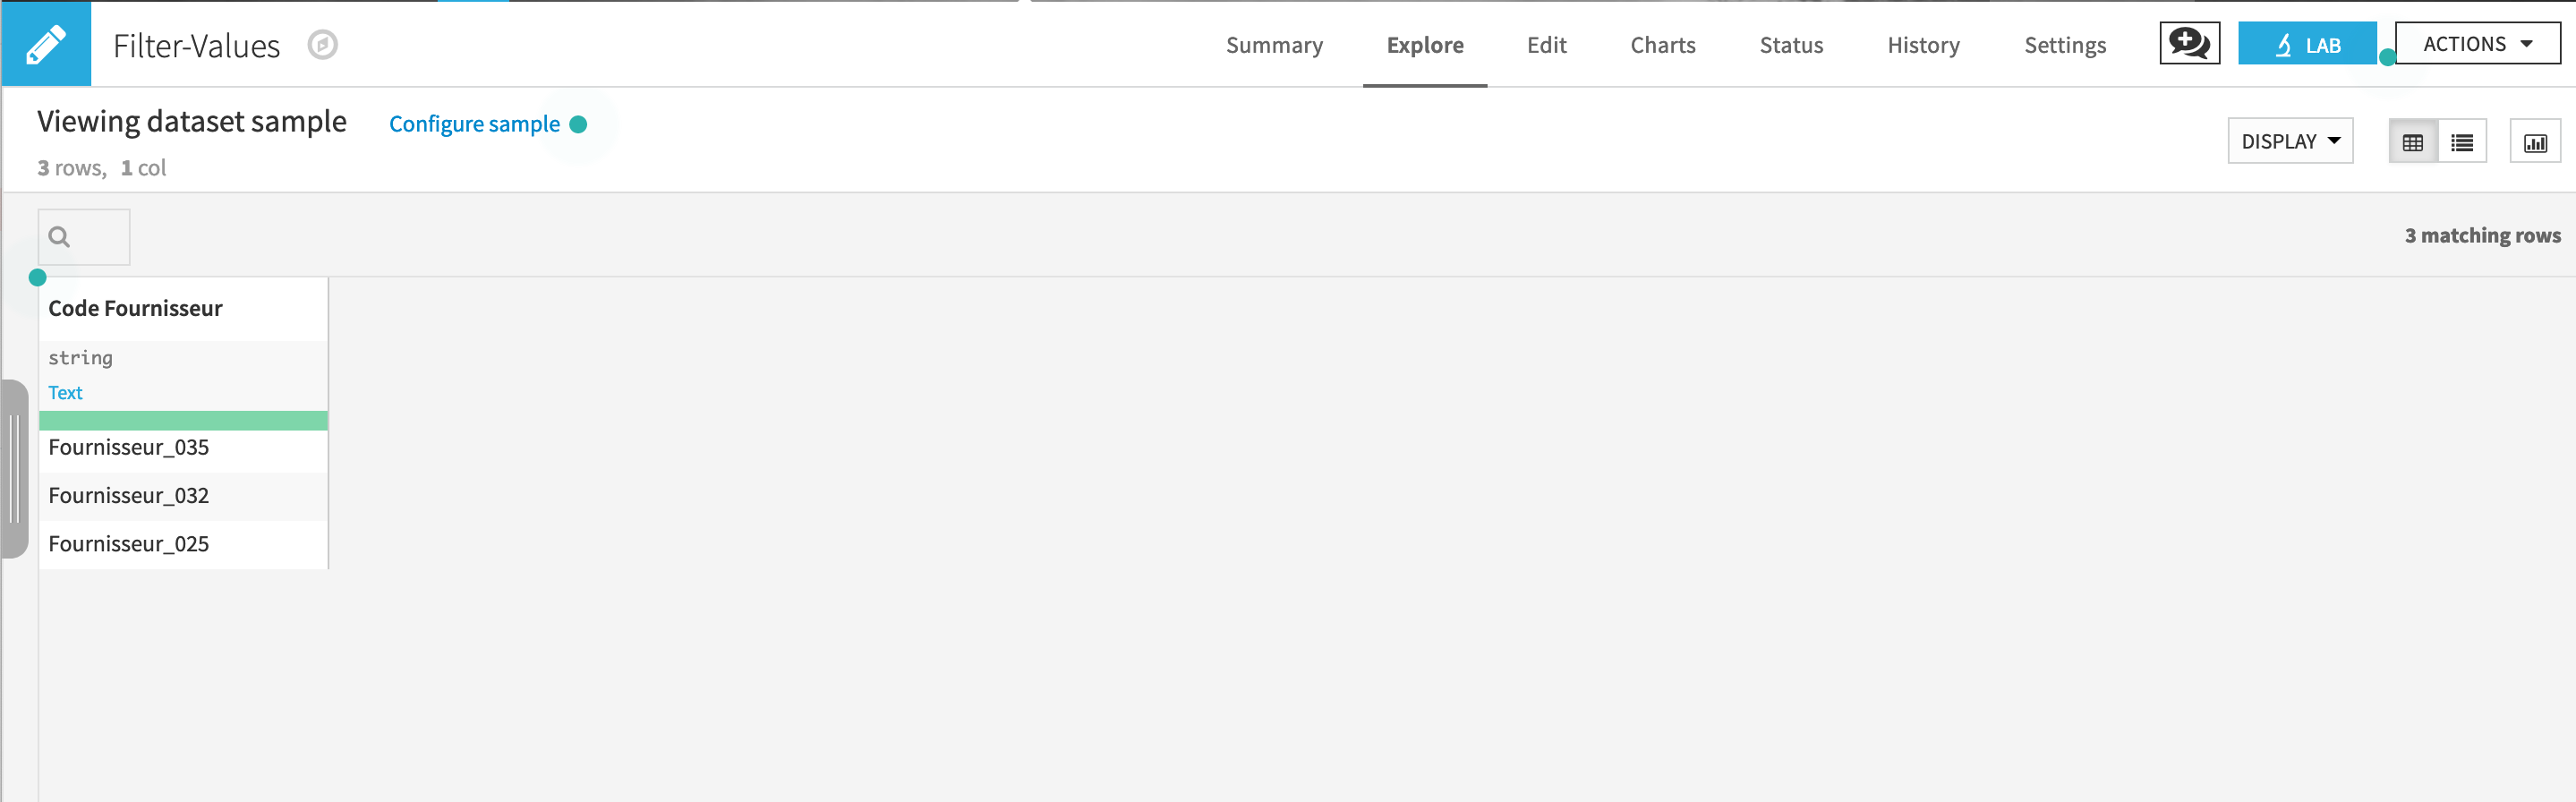 Filter-Values
Summary Explore Edit Charts Status History Settings LAB ACTIONS
Viewing dataset sample Configure sample
3 rows, 1 col
DISPLAY
3 matching rows
Code Fournisseur
string
Text
Fournisseur_035
Fournisseur_032
Fournisseur_025